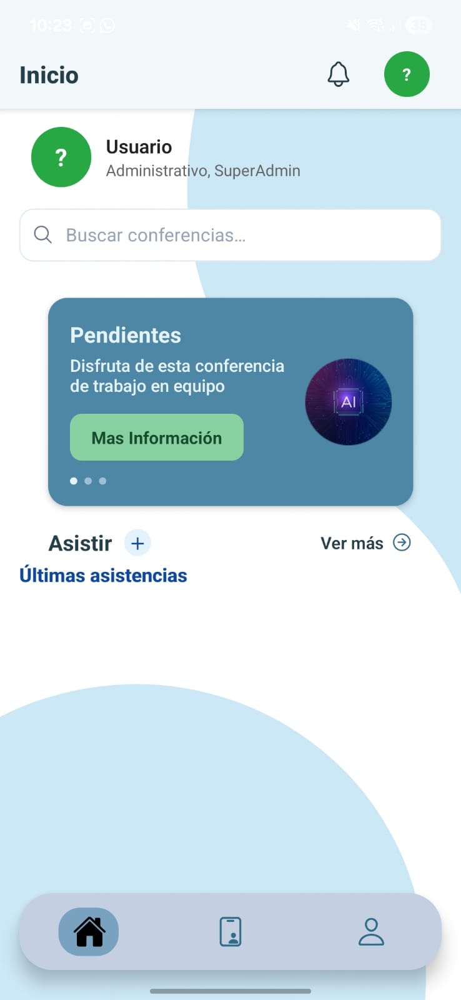 10:23
35
Inicio
?
?
Usuario
Administrativo, SuperAdmin
Buscar conferencias...
Pendientes
Disfruta de esta conferencia
de trabajo en equipo
AI
Mas Información
Asistir +
Ver más
Últimas asistencias